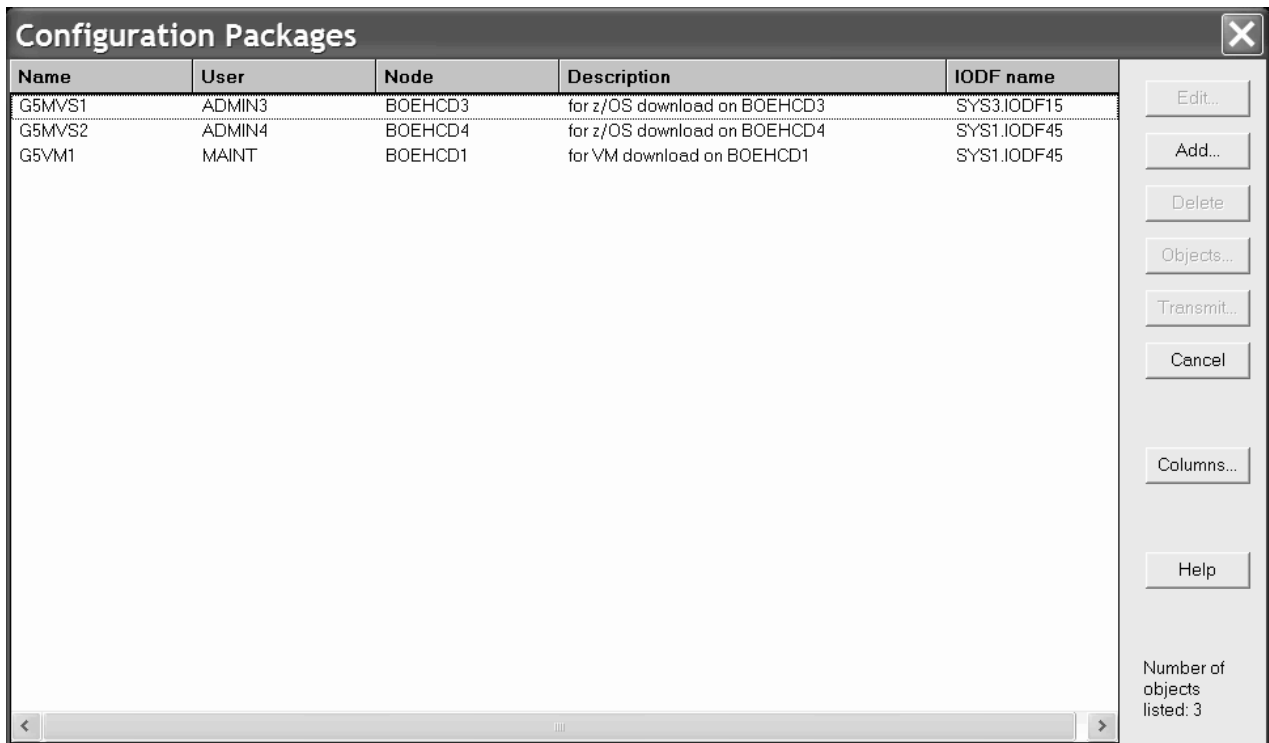 Configuration Packages
Name User Node Description IODF name
G5MVS1 ADMIN3 BOEHCD3 for z/OS download on BOEHCD3 SYS3.IODF15
G5MVS2 ADMIN4 BOEHCD4 for z/OS download on BOEHCD4 SYS1.IODF45
G5VM1 MAINT BOEHCD1 for VM download on BOEHCD1 SYS1.IODF45
Edit...
Add...
Delete
Objects...
Transmit...
Cancel
Columns...
Help
Number of
objects
listed: 3